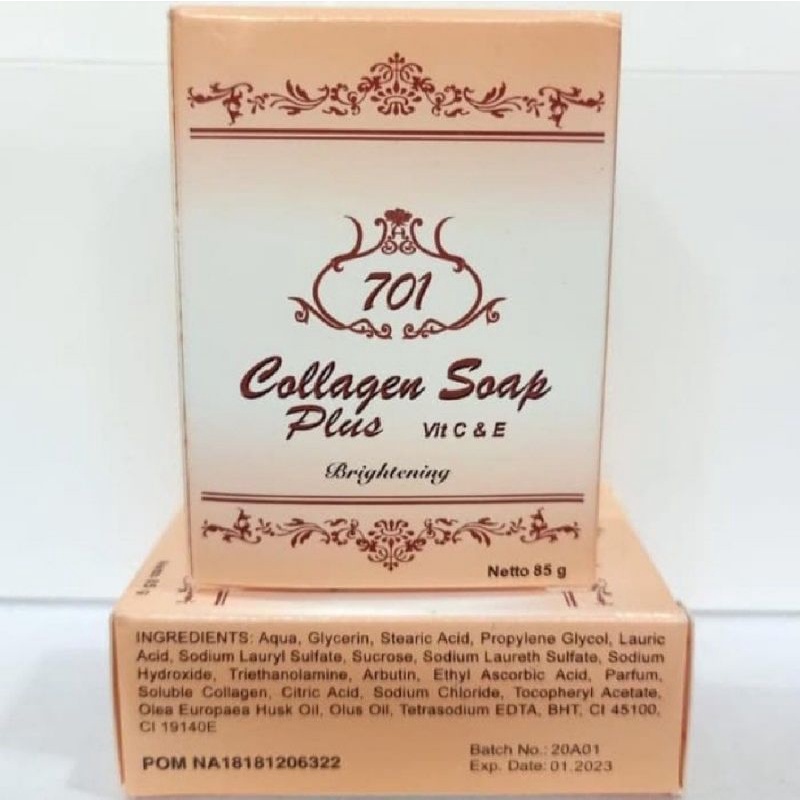 701
Collagen Soap
Plus Vit C & E
Brightening
Netto 85 g
INGREDIENTS: Aqua, Glycerin, Stearic Acid, Propylene Glycol, Lauric
Acid, Sodium Lauryl Sulfate, Sucrose, Sodium Laureth Sulfate, Sodium
Hydroxide, Triethanolamine, Arbutin, Ethyl Ascorbic Acid, Parfum,
Soluble Collagen, Citric Acid, Sodium Chloride, Tocopheryl Acetate,
Olea Europaea Husk Oil, Olus Oil, Tetrasodium EDTA, BHT, CI 45100,
CI 19140E
POM NA18181206322
Batch No.: 20A01
Exp. Date: 01.2023